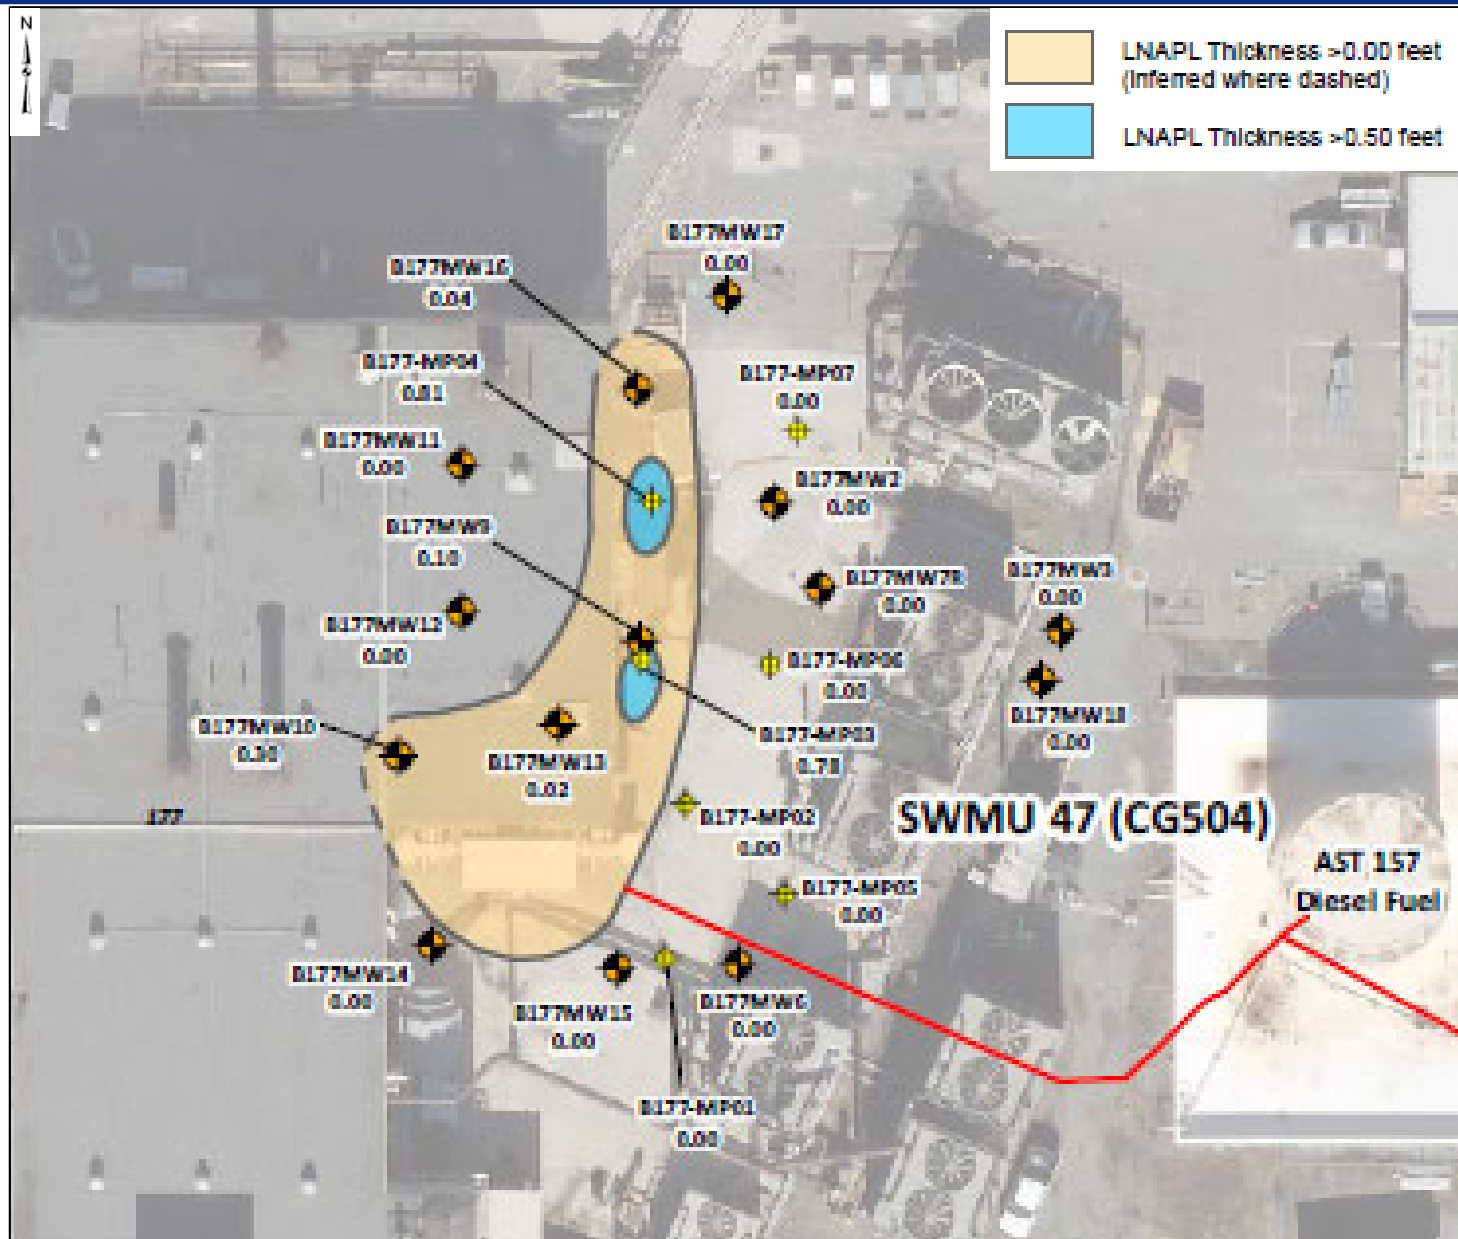 N
LNAPL Thickness >0.00 feet
(Inferred where dashed)
LNAPL Thickness >0.50 feet
B177MW17
0.00
B177MW16
0.04
B177-MP04
0.81
B177-MP07
0.00
B177MW11
0.00
B177MW2
0.00
B177MW9
0.10
B177MW7R
0.00
B177MW3
0.00
B177MW12
0.00
B177-MP06
0.00
B177MW18
0.00
B177MW10
0.30
B177MW13
0.02
B177-MP03
0.78
177
B177-MP02
0.00
SWMU 47 (CG504)
AST 157
Diesel Fuel
B177-MP05
0.00
B177MW14
0.00
B177MW15
0.00
B177MW6
0.00
B177-MP01
0.00